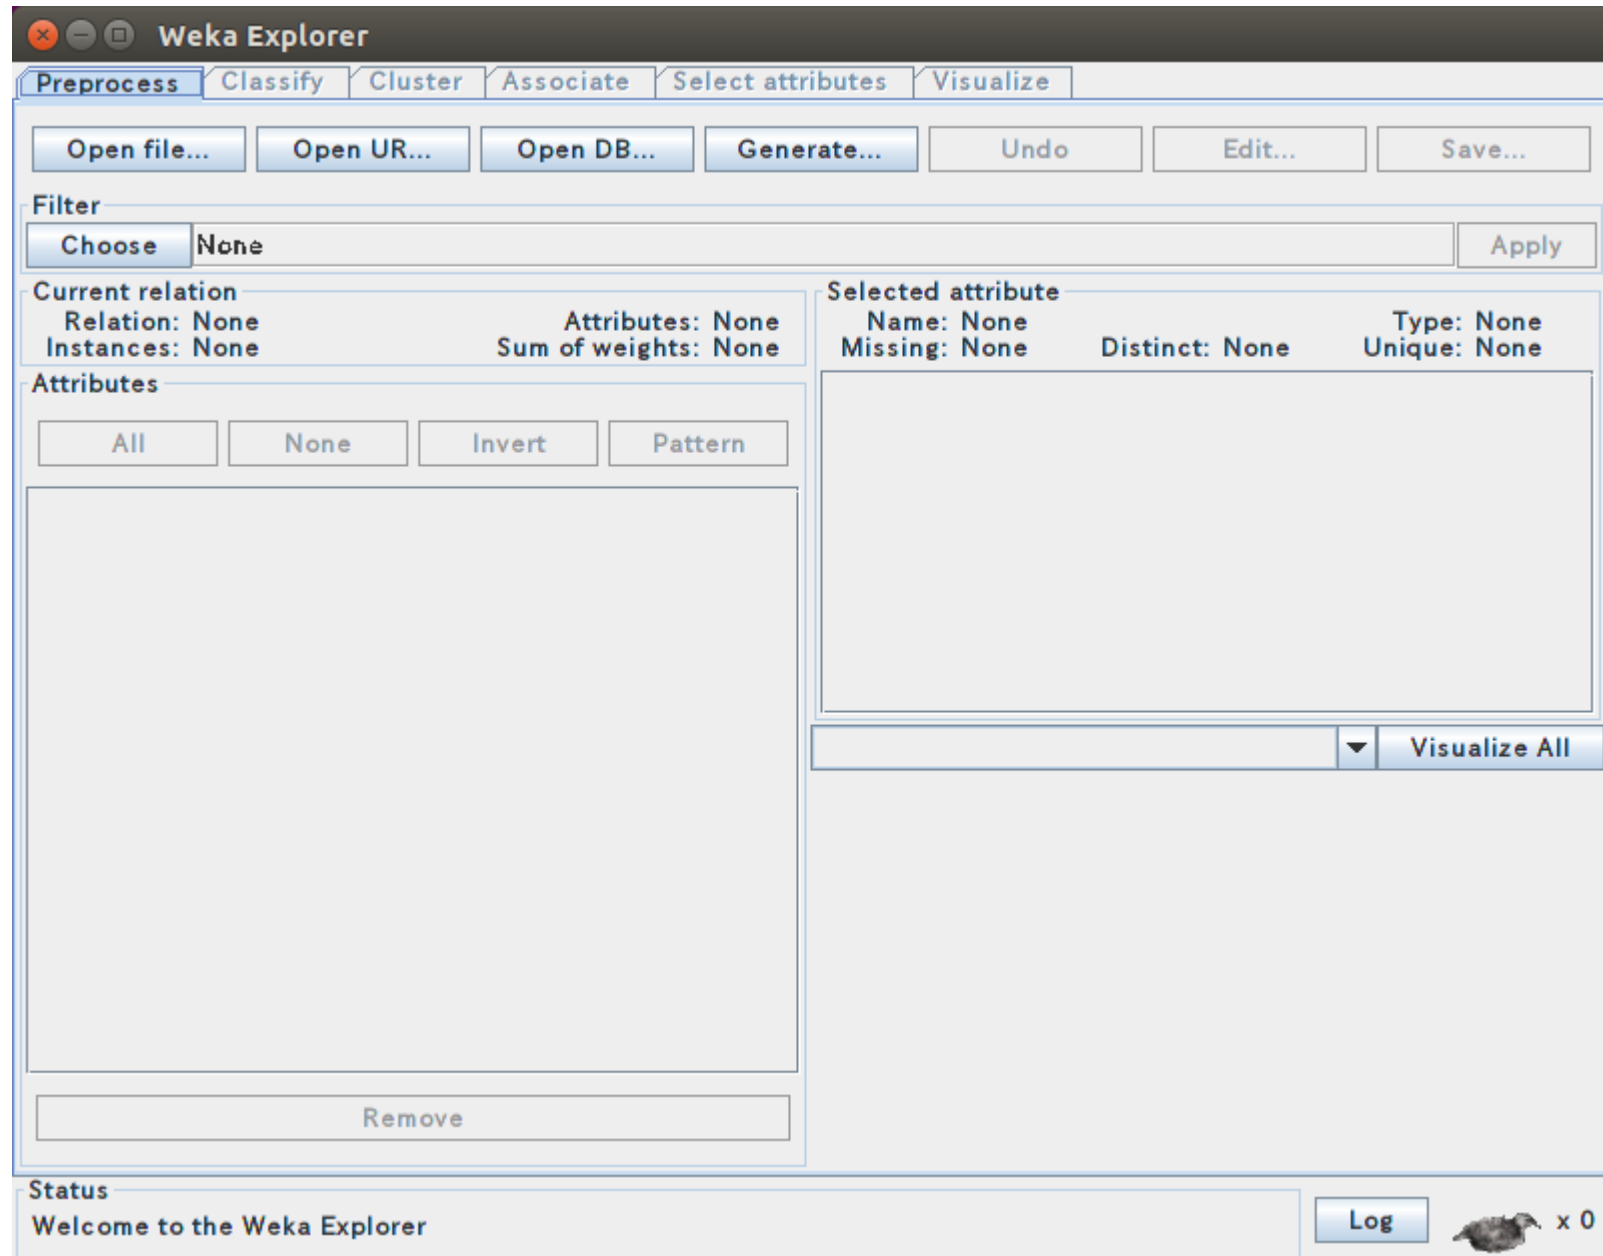 Weka Explorer
Preprocess Classify Cluster Associate Select attributes Visualize
Open file... Open UR... Open DB... Generate... Undo Edit... Save...
Filter
Choose None Apply
Current relation
Relation: None Attributes: None
Instances: None Sum of weights: None
Selected attribute
Name: None Type: None
Missing: None Distinct: None Unique: None
Attributes
All None Invert Pattern
Visualize All
Remove
Status
Welcome to the Weka Explorer
Log x 0